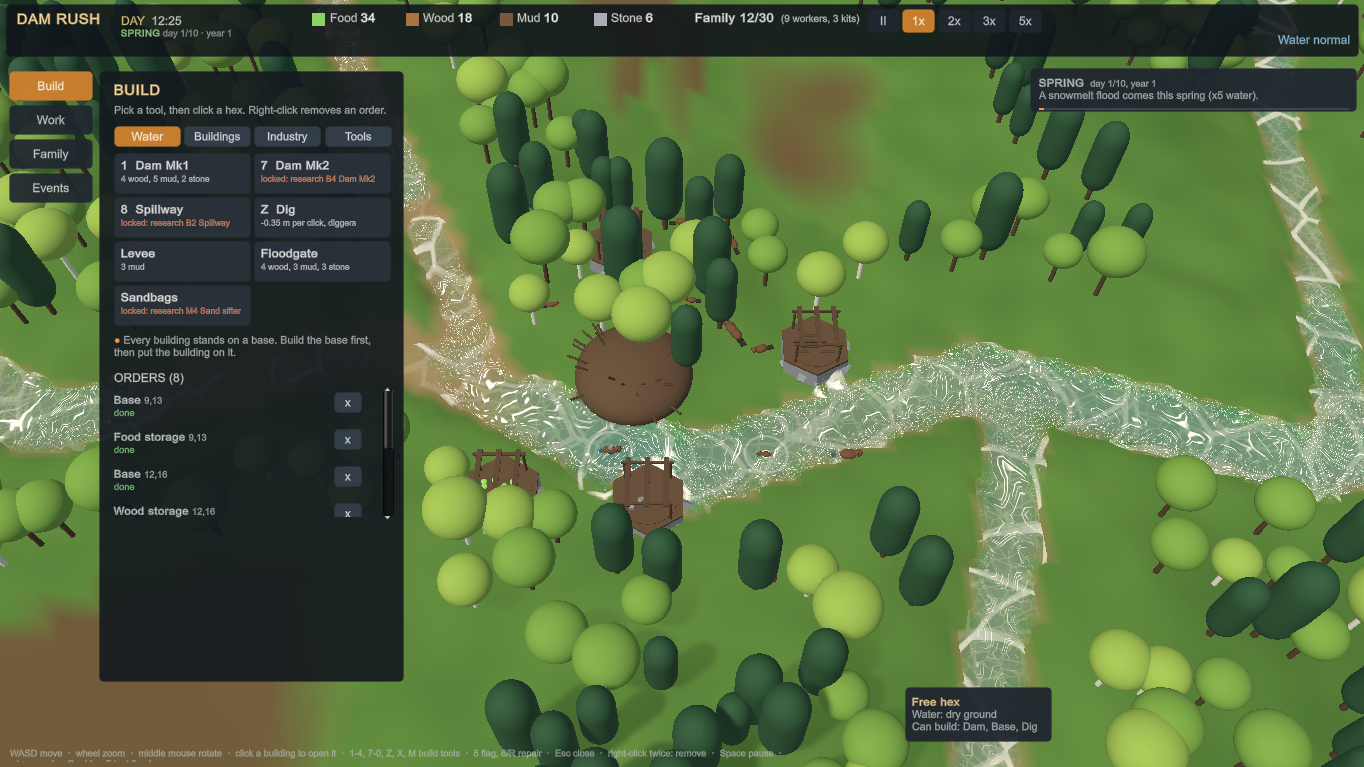 DAM RUSH
DAY 12:25
SPRING day 1/10 · year 1
Food 34
Wood 18
Mud 10
Stone 6
Family 12/30 (9 workers, 3 kits)
II
1x
2x
3x
5x
Water normal
SPRING day 1/10, year 1
A snowmelt flood comes this spring (x5 water).
Build
Work
Family
Events
BUILD
Pick a tool, then click a hex. Right-click removes an order.
Water
Buildings
Industry
Tools
1 Dam Mk1
4 wood, 5 mud, 2 stone
7 Dam Mk2
locked: research B4 Dam Mk2
8 Spillway
locked: research B2 Spillway
Z Dig
-0.35 m per click, diggers
Levee
3 mud
Floodgate
4 wood, 3 mud, 3 stone
Sandbags
locked: research M4 Sand sifter
● Every building stands on a base. Build the base first,
then put the building on it.
ORDERS (8)
Base 9,13
done
x
Food storage 9,13
done
x
Base 12,16
done
x
Wood storage 12,16
x
Free hex
Water: dry ground
Can build: Dam, Base, Dig
WASD move · wheel zoom · middle mouse rotate · click a building to open it · 1-4, 7-0, Z, X, M build tools · 5 flag, 6/R repair · Esc close · right-click twice: remove · Space pause ·